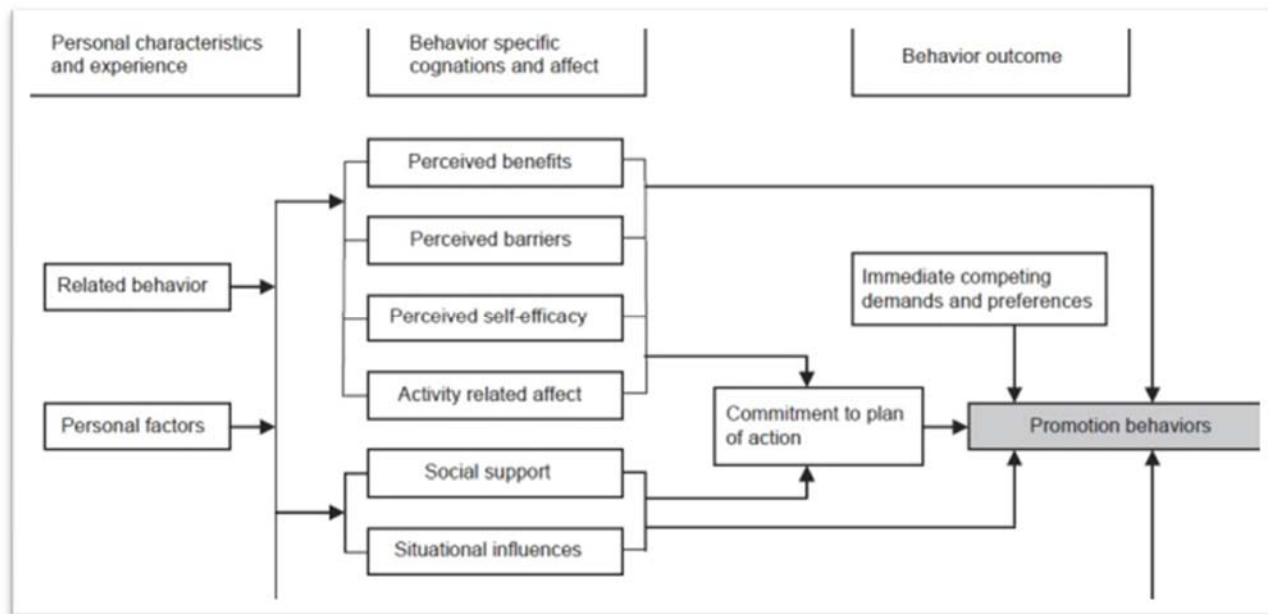 Personal characteristics
and experience
Behavior specific
cognations and affect
Behavior outcome
Perceived benefits
Perceived barriers
Related behavior
Immediate competing
demands and preferences
Perceived self-efficacy
Activity related affect
Commitment to plan
of action
Personal factors
Promotion behaviors
Social support
Situational influences